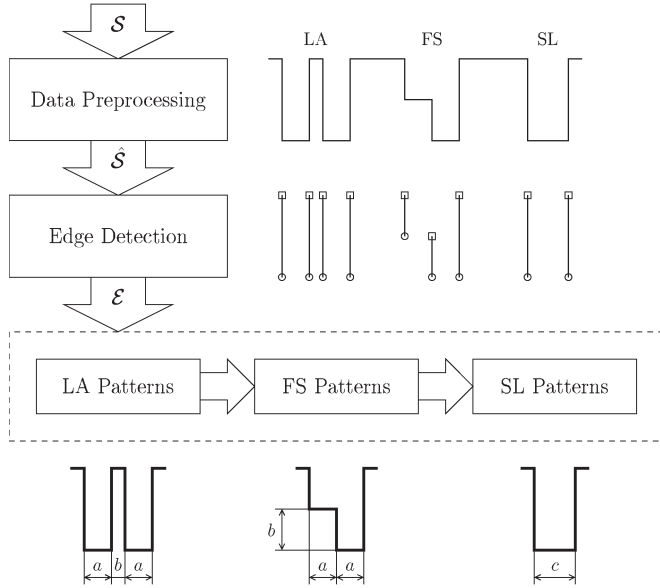 𝒮
LA FS SL
Data Preprocessing
𝒮̂
Edge Detection
ℰ
LA Patterns FS Patterns SL Patterns
b
a b a a a c